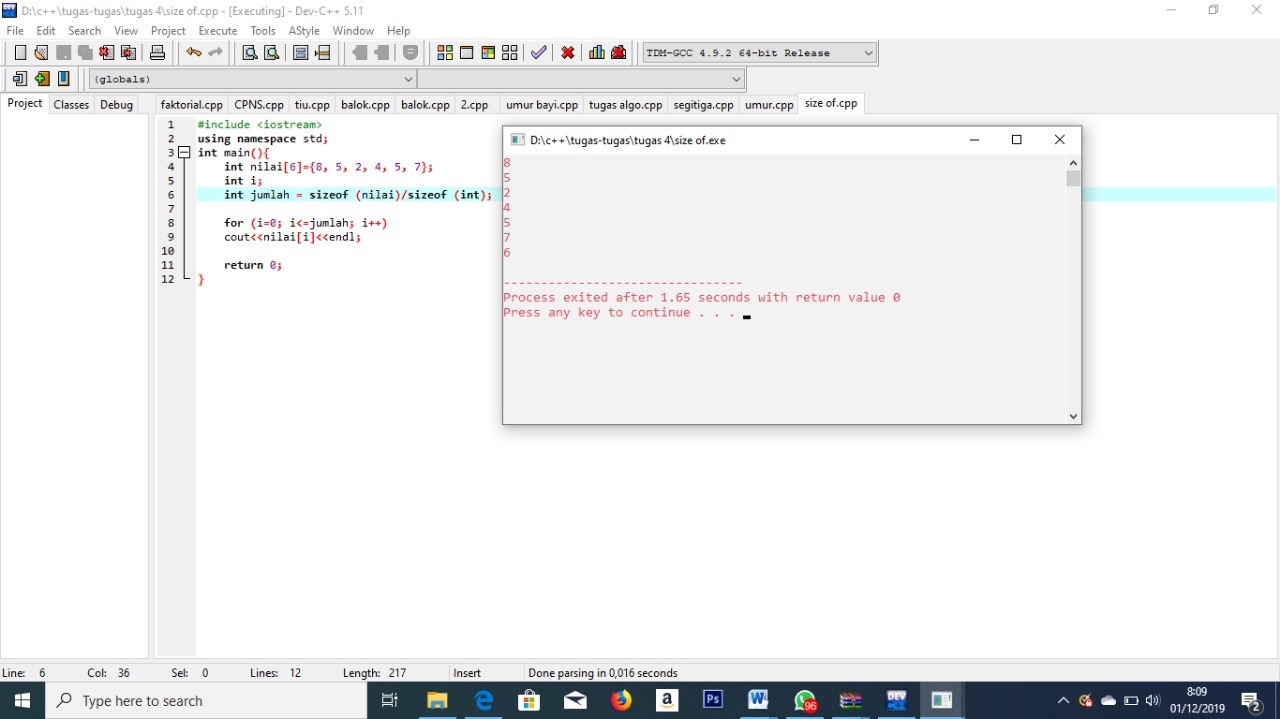 D:\c++\tugas-tugas\tugas 4\size of.cpp - [Executing] - Dev-C++ 5.11
File Edit Search View Project Execute Tools AStyle Window Help
TDM-GCC 4.9.2 64-bit Release
(globals)
Project Classes Debug
faktorial.cpp CPNS.cpp tiu.cpp balok.cpp balok.cpp 2.cpp umur bayi.cpp tugas algo.cpp segitiga.cpp umur.cpp size of.cpp
1 #include <iostream>
2 using namespace std;
3 int main(){
4 int nilai[6]={8, 5, 2, 4, 5, 7};
5 int i;
6 int jumlah = sizeof (nilai)/sizeof (int);
7
8 for (i=0; i<=jumlah; i++)
9 cout<<nilai[i]<<endl;
10
11 return 0;
12 }
D:\c++\tugas-tugas\tugas 4\size of.exe
8
5
2
4
5
7
6
--------------------------------
Process exited after 1.65 seconds with return value 0
Press any key to continue . . .
Line: 6 Col: 36 Sel: 0 Lines: 12 Length: 217 Insert Done parsing in 0,016 seconds
Type here to search
a
Ps
W
96
DEV
8:09
01/12/2019
2